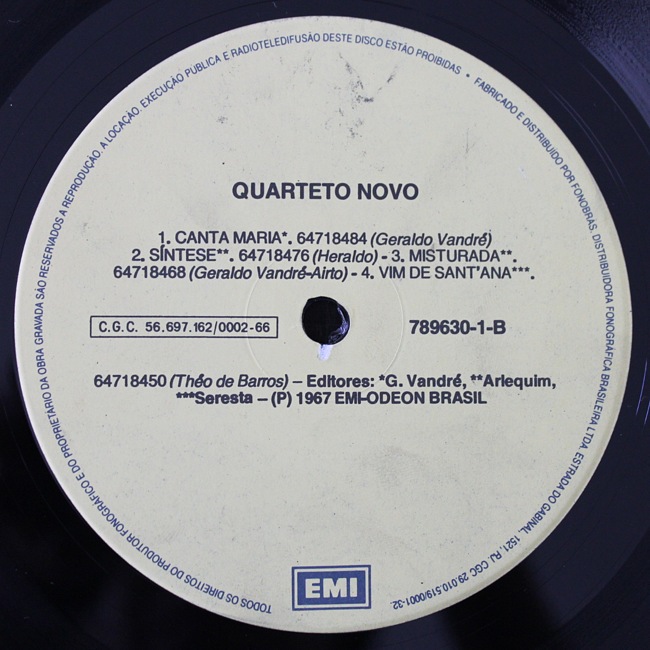 TODOS OS DIREITOS DO PRODUTOR FONOGRÁFICO E DO PROPRIETÁRIO DA OBRA GRAVADA SÃO RESERVADOS A REPRODUÇÃO. A LOCAÇÃO, EXECUÇÃO PÚBLICA E RADIOTELEDIFUSÃO DESTE DISCO ESTÃO PROIBIDAS • FABRICADO E DISTRIBUIDO POR FONOBRAS. DISTRIBUIDORA FONOGRÁFICA BRASILEIRA LTDA. ESTRADA DO GABINAL 1521, RJ. CGC 29.010.519/0001-32.
QUARTETO NOVO
1. CANTA MARIA*. 64718484 (Geraldo Vandré)
2. SÍNTESE**. 64718476 (Heraldo) - 3. MISTURADA**.
64718468 (Geraldo Vandré-Airto) - 4. VIM DE SANT'ANA***.
C.G.C. 56.697.162/0002-66
789630-1-B
64718450 (Théo de Barros) – Editores: *G. Vandré, **Arlequim,
***Seresta – (P) 1967 EMI-ODEON BRASIL
EMI